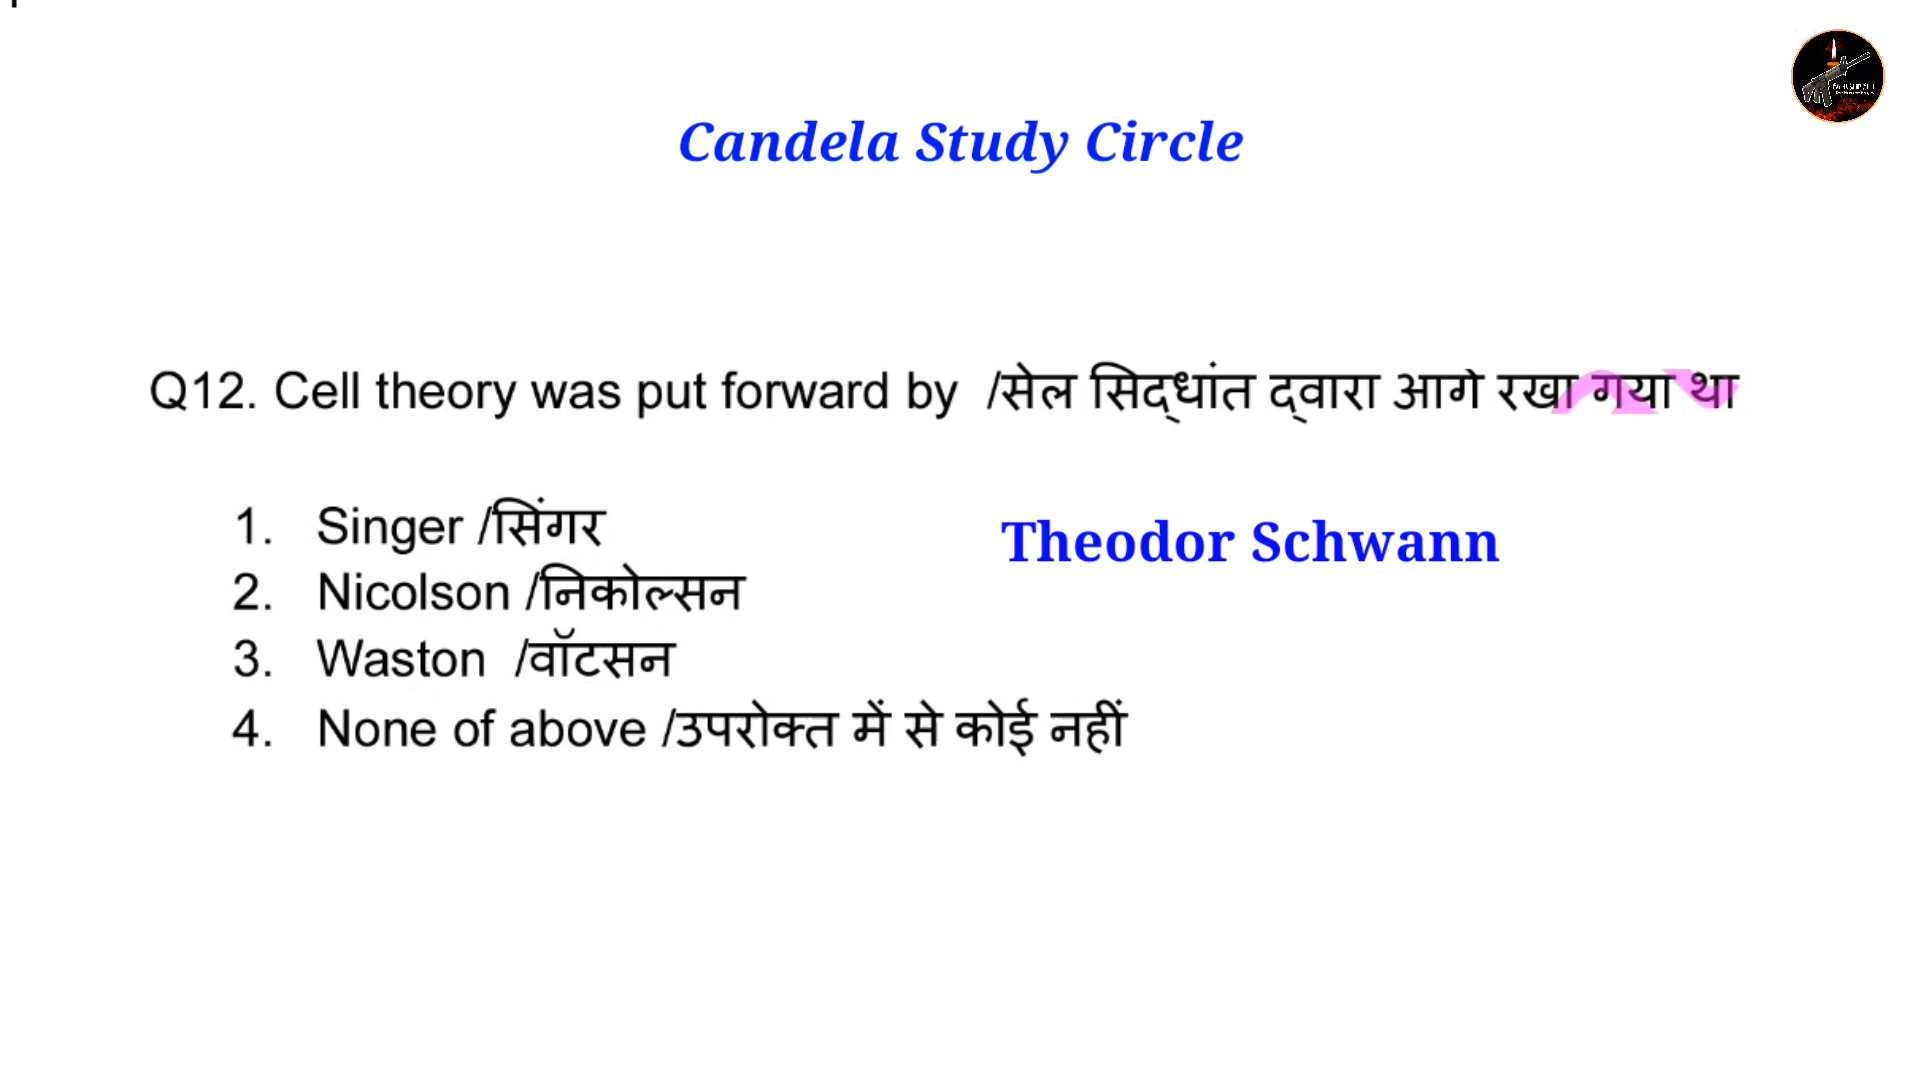 Candela Study Circle
Q12. Cell theory was put forward by /सेल सिद्धांत द्वारा आगे रखा गया था
1. Singer /सिंगर
Theodor Schwann
2. Nicolson /निकोल्सन
3. Waston /वॉटसन
4. None of above /उपरोक्त में से कोई नहीं